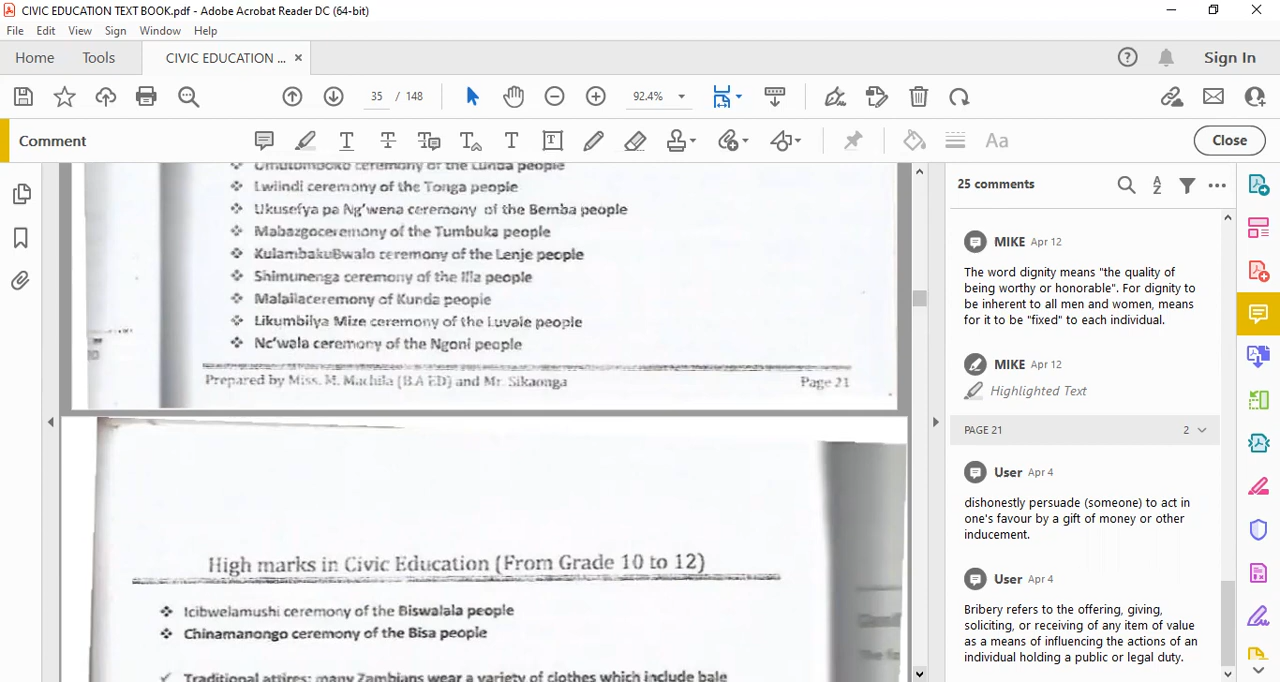 CIVIC EDUCATION TEXT BOOK.pdf - Adobe Acrobat Reader DC (64-bit)
File Edit View Sign Window Help
Home Tools CIVIC EDUCATION ... × Sign In
35 / 148 92.4%
Comment Close
Umutomboko ceremony of the Lunda people
Lwiindi ceremony of the Tonga people
Ukusefya pa Ng'wena ceremony of the Bemba people
Mabazgoceremony of the Tumbuka people
KulambakuBwalo ceremony of the Lenje people
Shimunenga ceremony of the Illa people
Malailaceremony of Kunda people
Likumbilya Mize ceremony of the Luvale people
Nc'wala ceremony of the Ngoni people
Prepared by Miss. M. Machila (B.A ED) and Mr. Sikaonga Page 21
High marks in Civic Education (From Grade 10 to 12)
Icibwelamushi ceremony of the Biswalala people
Chinamanongo ceremony of the Bisa people
Traditional attires: many Zambians wear a variety of clothes which include bale
25 comments
MIKE Apr 12
The word dignity means "the quality of
being worthy or honorable". For dignity to
be inherent to all men and women, means
for it to be "fixed" to each individual.
MIKE Apr 12
Highlighted Text
PAGE 21 2
User Apr 4
dishonestly persuade (someone) to act in
one's favour by a gift of money or other
inducement.
User Apr 4
Bribery refers to the offering, giving,
soliciting, or receiving of any item of value
as a means of influencing the actions of an
individual holding a public or legal duty.